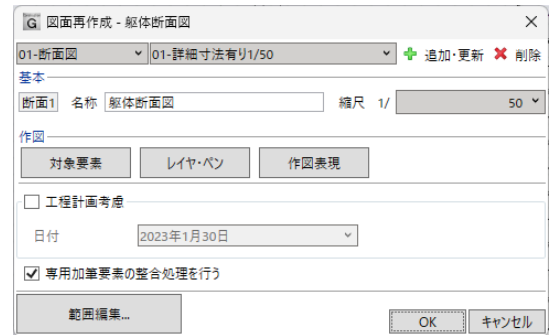 G 図面再作成 - 躯体断面図
01-断面図 01-詳細寸法有り1/50 追加・更新 削除
基本
断面1 名称 躯体断面図 縮尺 1/ 50
作図
対象要素 レイヤ・ペン 作図表現
工程計画考慮
日付 2023年1月30日
専用加筆要素の整合処理を行う
範囲編集...
OK キャンセル